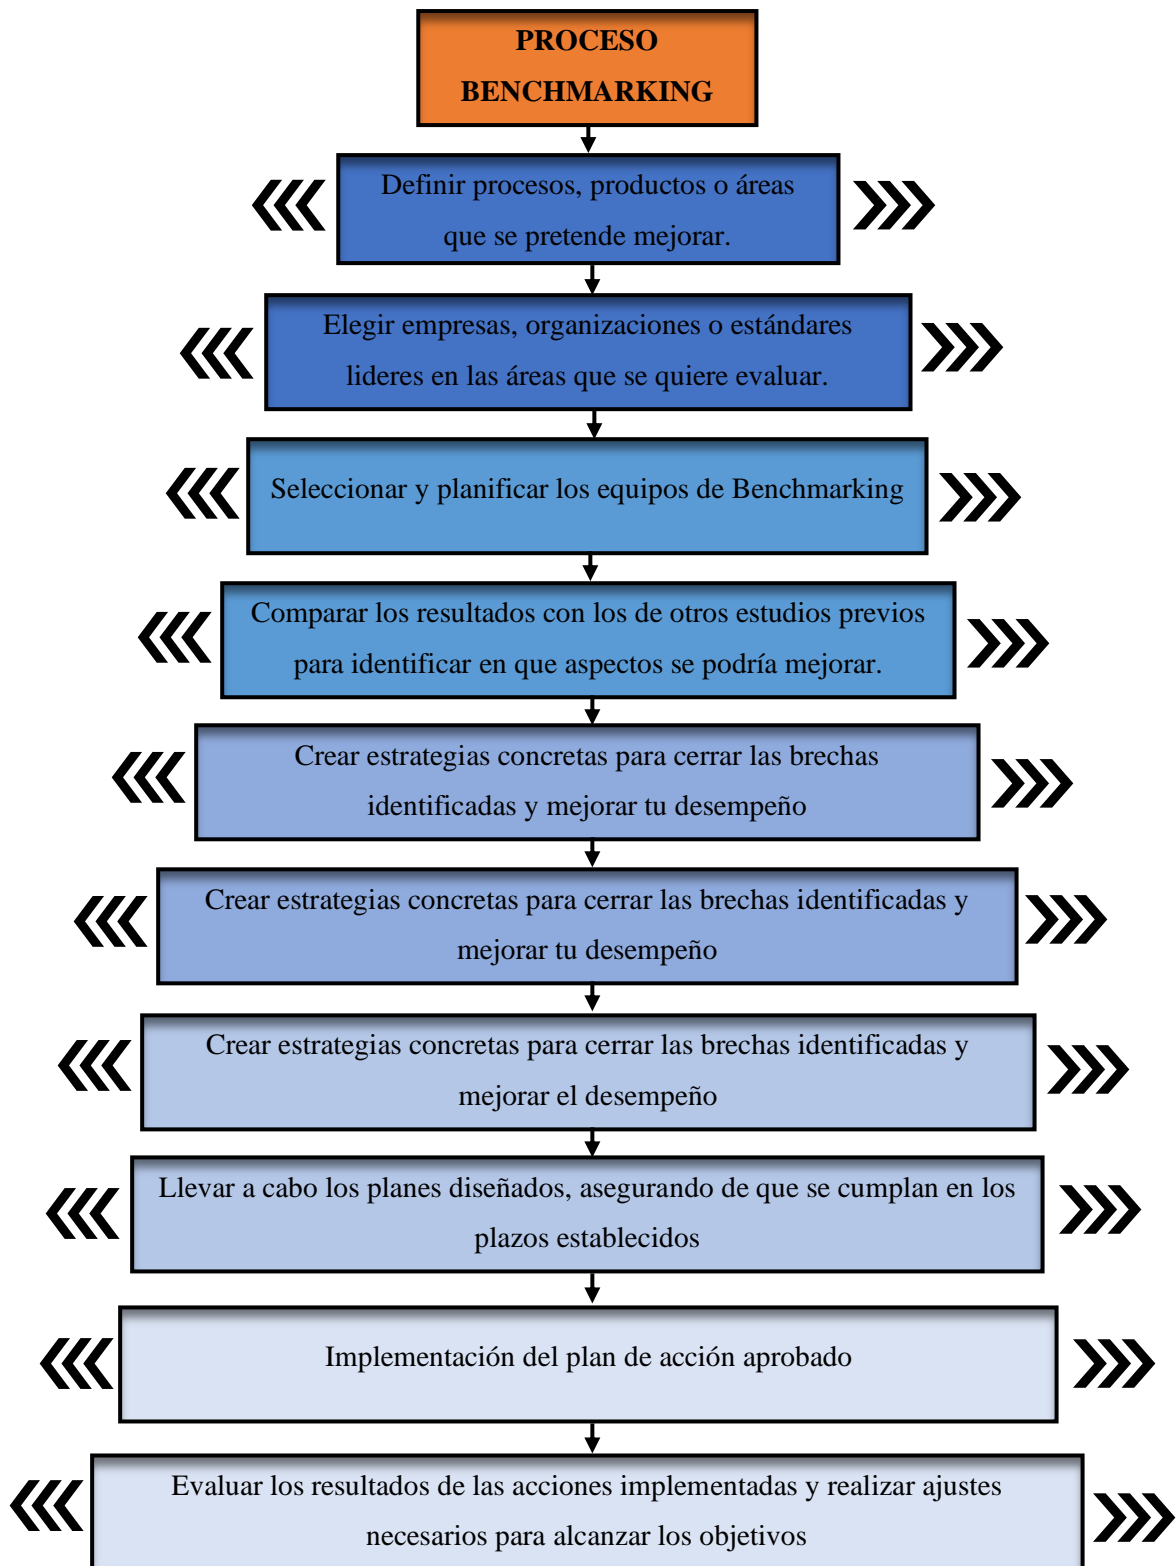 PROCESO
BENCHMARKING
Definir procesos, productos o áreas
que se pretende mejorar.
Elegir empresas, organizaciones o estándares
lideres en las áreas que se quiere evaluar.
Seleccionar y planificar los equipos de Benchmarking
Comparar los resultados con los de otros estudios previos
para identificar en que aspectos se podría mejorar.
Crear estrategias concretas para cerrar las brechas
identificadas y mejorar tu desempeño
Crear estrategias concretas para cerrar las brechas identificadas y
mejorar tu desempeño
Crear estrategias concretas para cerrar las brechas identificadas y
mejorar el desempeño
Llevar a cabo los planes diseñados, asegurando de que se cumplan en los
plazos establecidos
Implementación del plan de acción aprobado
Evaluar los resultados de las acciones implementadas y realizar ajustes
necesarios para alcanzar los objetivos